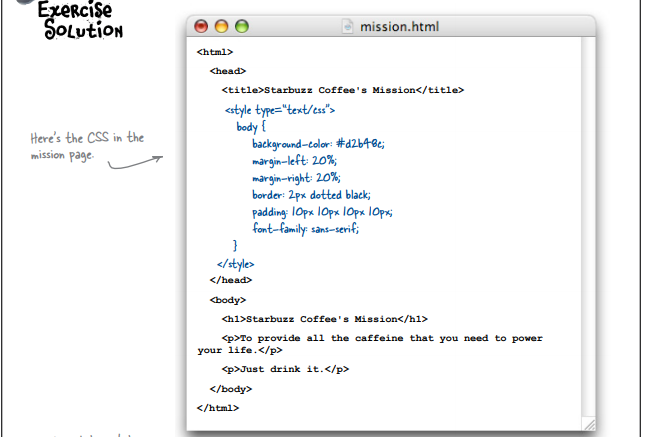 Exercise
Solution
mission.html
<html>
<head>
<title>Starbuzz Coffee's Mission</title>
<style type="text/css">
body {
Here's the CSS in the
mission page.
background-color: #d2b48c;
margin-left: 20%;
margin-right: 20%;
border: 2px dotted black;
padding: 10px 10px 10px 10px;
font-family: sans-serif;
}
</style>
</head>
<body>
<h1>Starbuzz Coffee's Mission</h1>
<p>To provide all the caffeine that you need to power
your life.</p>
<p>Just drink it.</p>
</body>
</html>